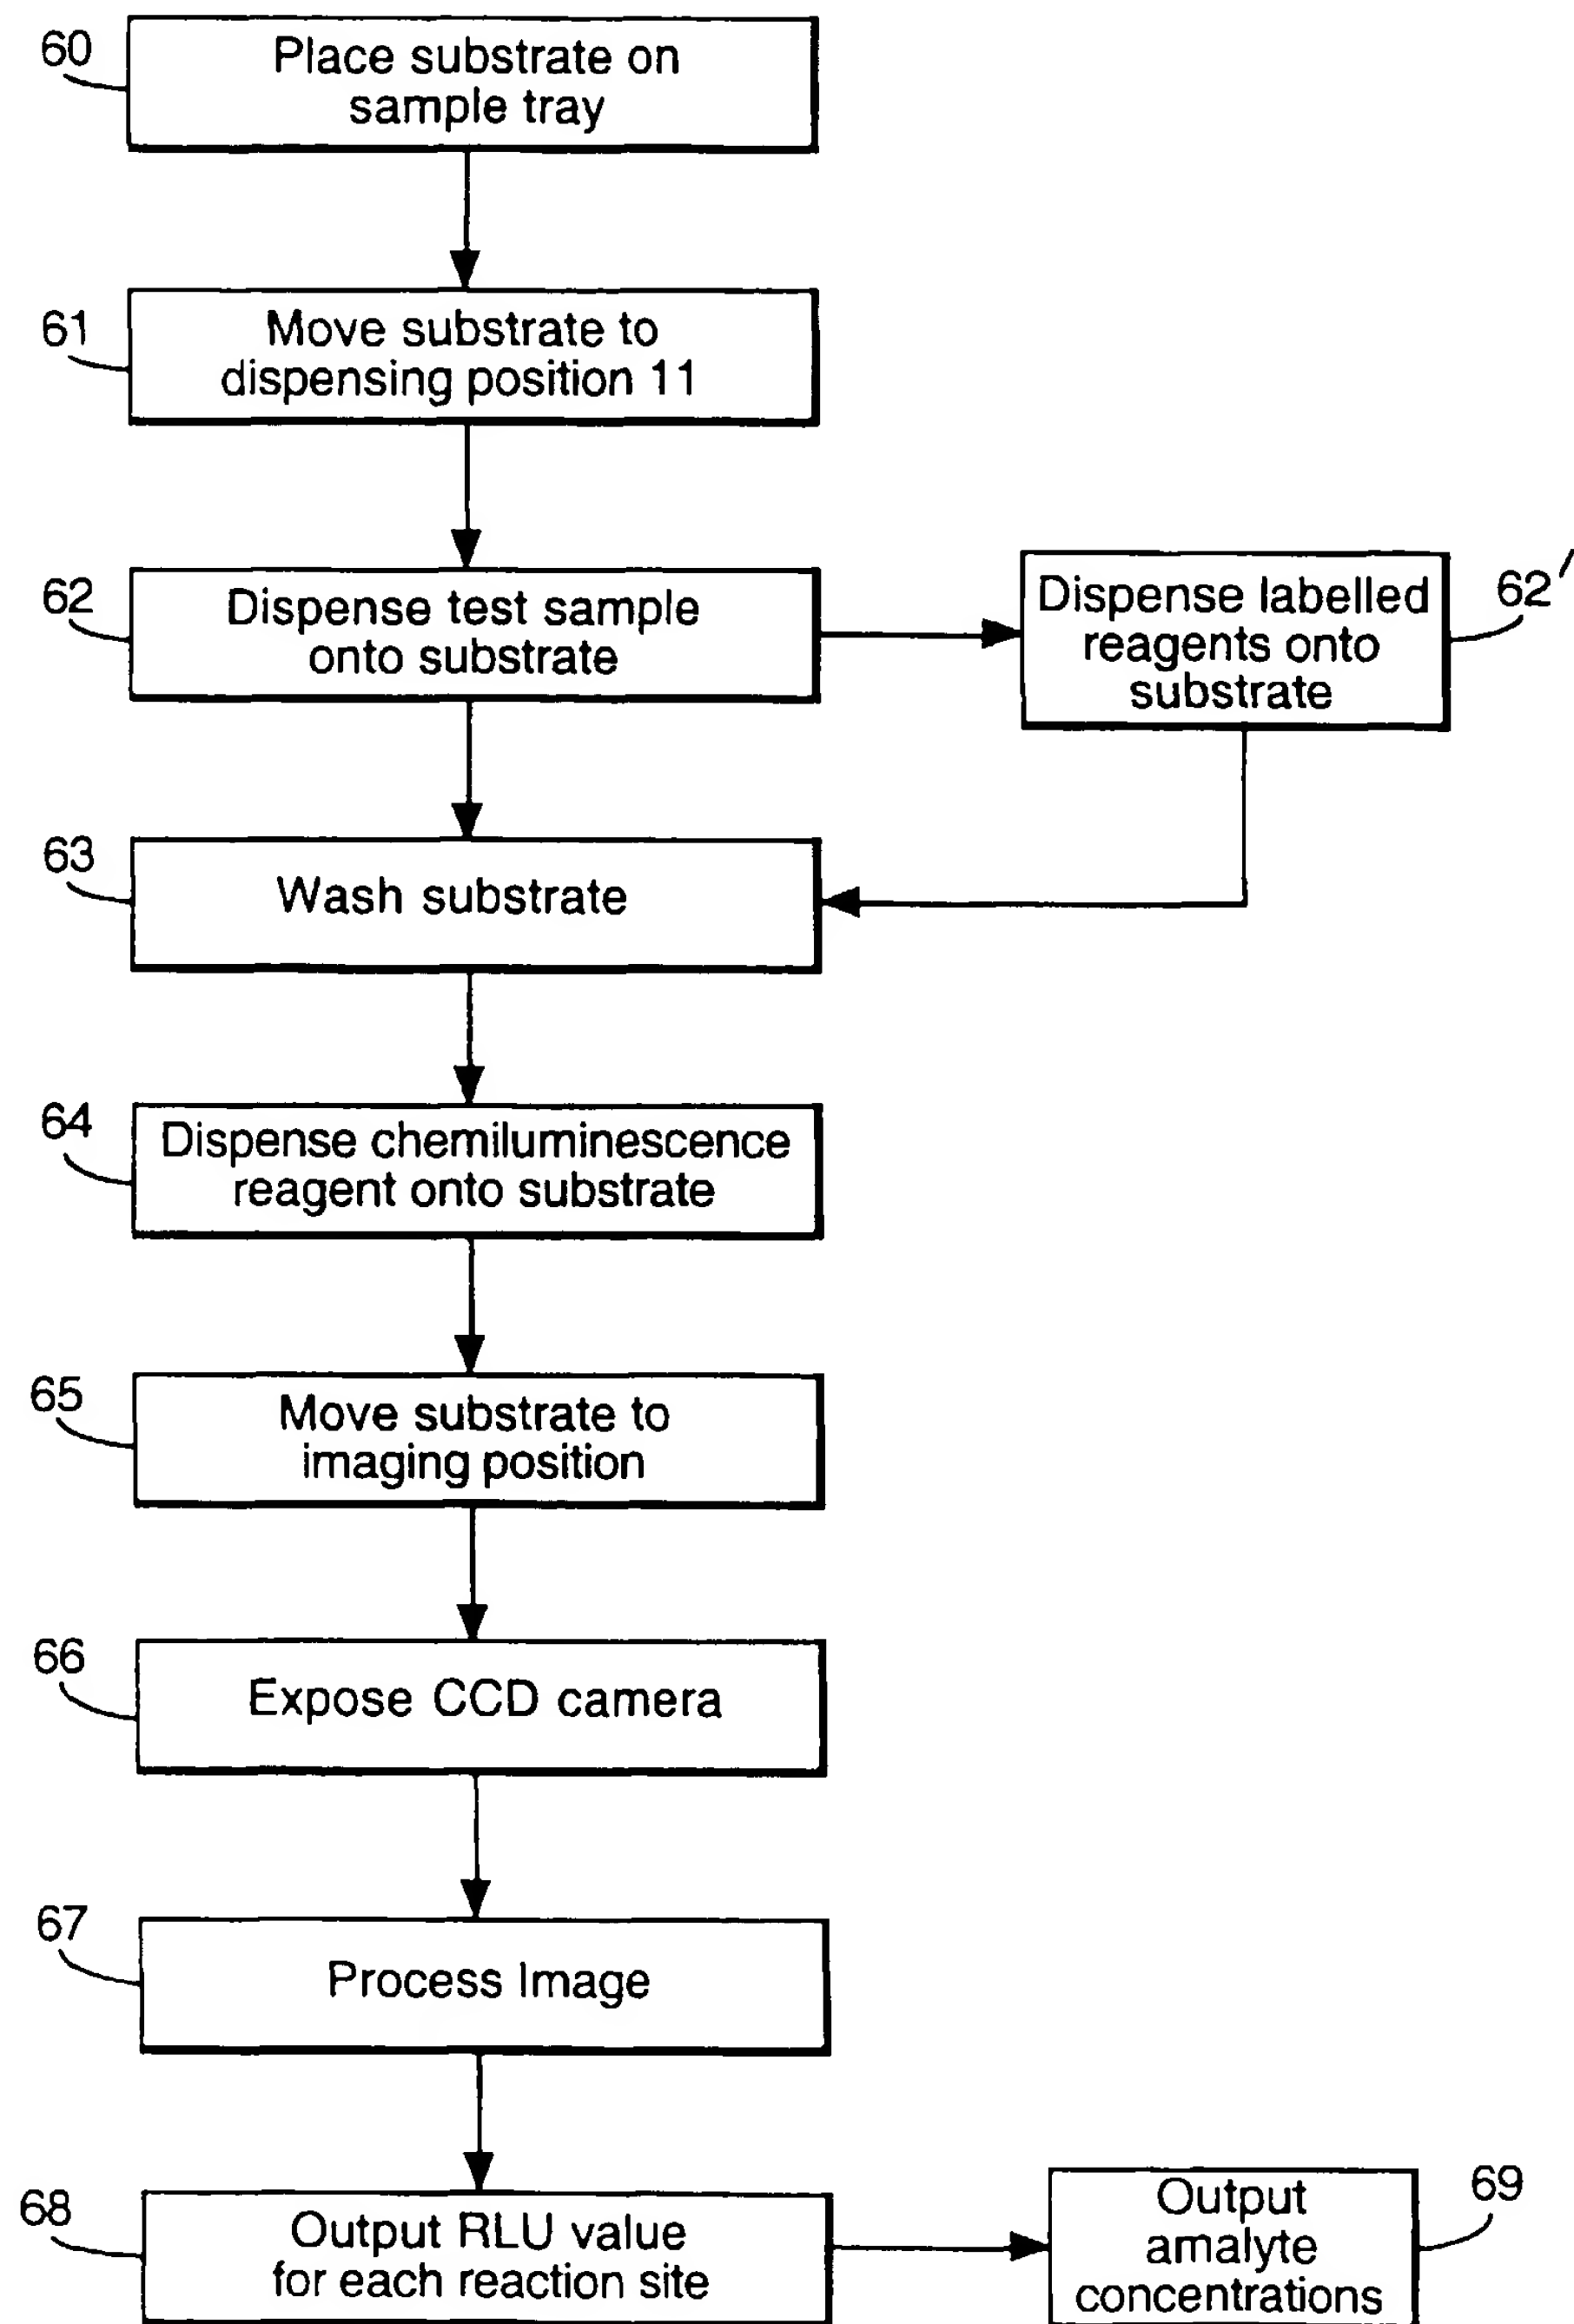 60
Place substrate on
sample tray
61
Move substrate to
dispensing position 11
62
Dispense test sample
onto substrate
Dispense labelled
reagents onto
substrate
62'
63
Wash substrate
64
Dispense chemiluminescence
reagent onto substrate
65
Move substrate to
imaging position
66
Expose CCD camera
67
Process Image
68
Output RLU value
for each reaction site
Output
amalyte
concentrations
69